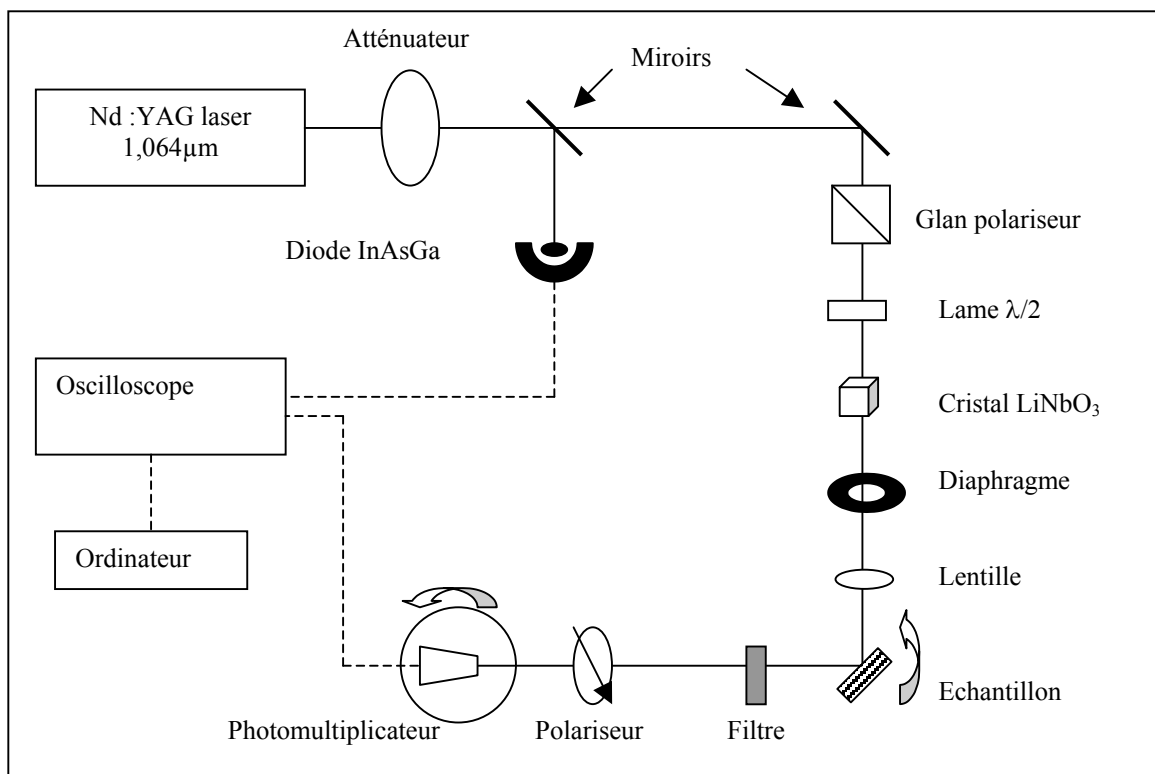 Atténuateur
Miroirs
Nd :YAG laser
1,064µm
Glan polariseur
Diode InAsGa
Lame λ/2
Oscilloscope
Cristal LiNbO₃
Diaphragme
Ordinateur
Lentille
Echantillon
Photomultiplicateur
Polariseur
Filtre